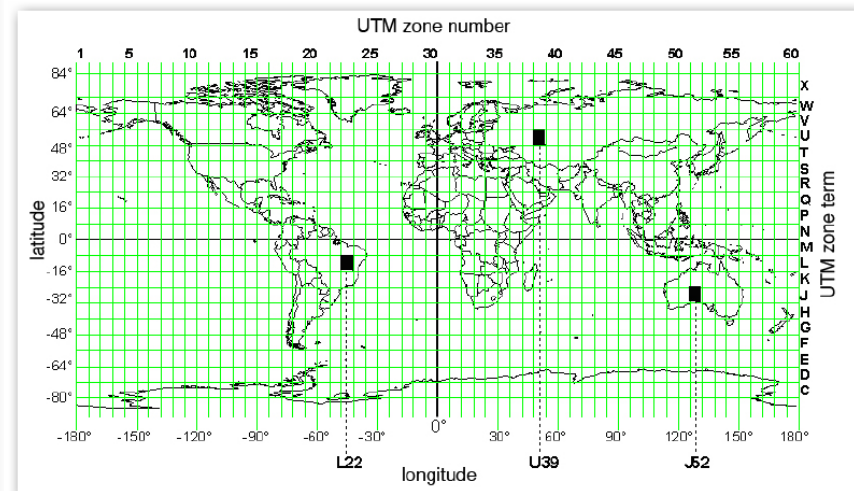 UTM zone number
1 5 10 15 20 25 30 35 40 45 50 55 60
84°
64°
48°
32°
16°
0°
-16°
-32°
-48°
-64°
-80°
latitude
X
W
V
U
T
S
R
Q
P
N
M
L
K
J
H
G
F
E
D
C
UTM zone term
-180° -150° -120° -90° -60° -30° 0° 30° 60° 90° 120° 150° 180°
L22 U39 J52
longitude